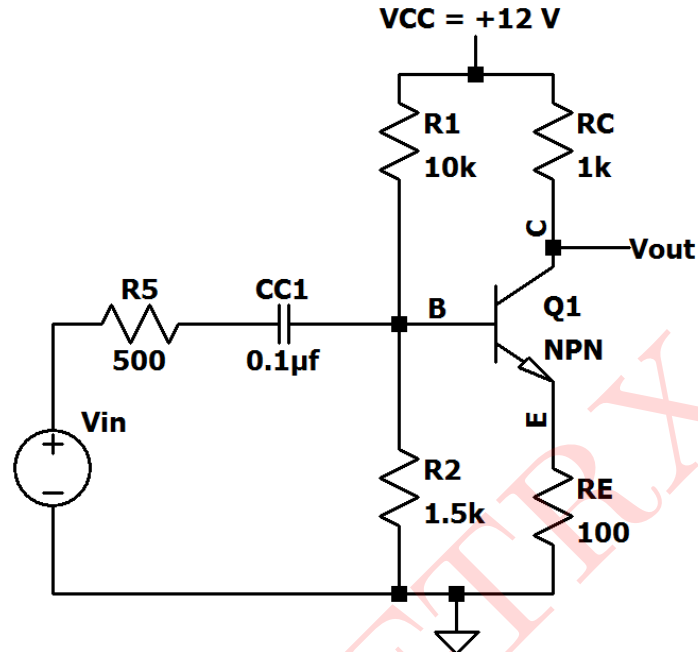 VCC = +12 V
R1
10k
RC
1k
C
Vout
R5
500
CC1
0.1µf
B
Q1
NPN
Vin
E
R2
1.5k
RE
100